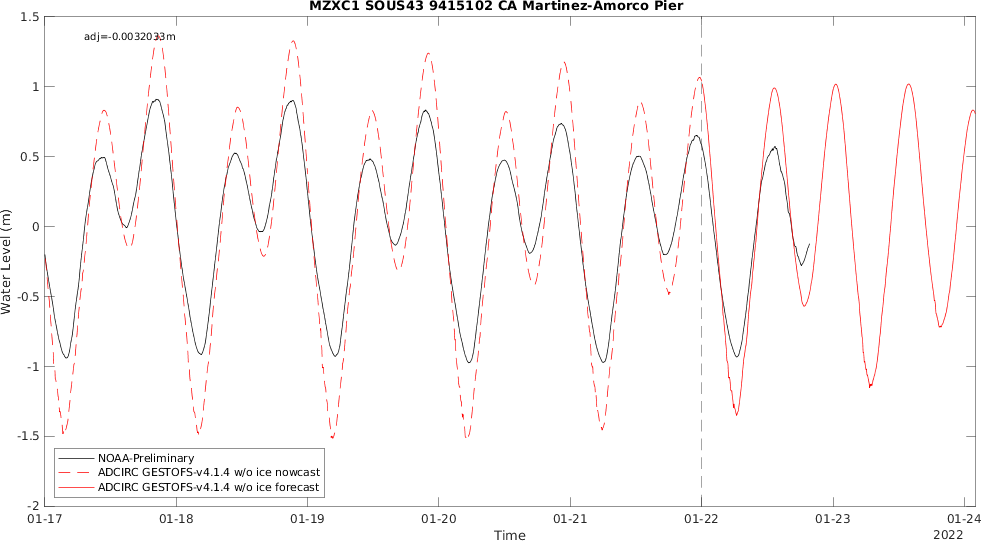 MZXC1 SOUS43 9415102 CA Martinez-Amorco Pier
adj=-0.0032033m
1.5
1
0.5
0
-0.5
-1
-1.5
-2
Water Level (m)
NOAA-Preliminary
ADCIRC GESTOFS-v4.1.4 w/o ice nowcast
ADCIRC GESTOFS-v4.1.4 w/o ice forecast
01-17 01-18 01-19 01-20 01-21 01-22 01-23 01-24
Time
2022